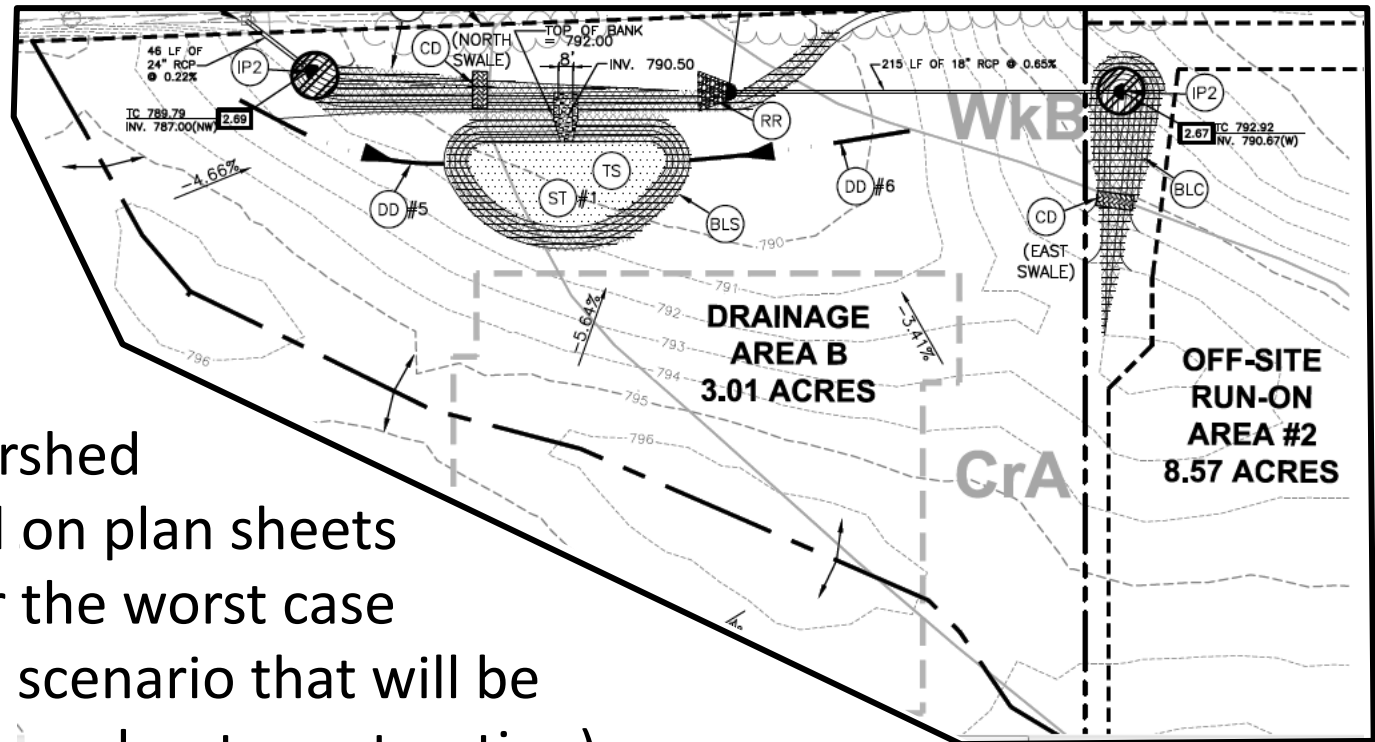 46 LF OF
24" RCP
@ 0.22%
IP2
CD
(NORTH
SWALE)
TOP OF BANK
= 792.00
8'
INV. 790.50
215 LF OF 18" RCP @ 0.65%
WkB
IP2
TC 789.79
INV. 787.00(NW)
2.69
RR
2.67
TC 792.92
INV. 790.67(W)
-4.66%
DD #5
ST #1
TS
DD #6
BLS
BLC
CD
(EAST
SWALE)
790
791
792
793
794
795
796
796
-5.64%
-3.41%
DRAINAGE
AREA B
3.01 ACRES
CrA
OFF-SITE
RUN-ON
AREA #2
8.57 ACRES
rshed
on plan sheets
the worst case
scenario that will be